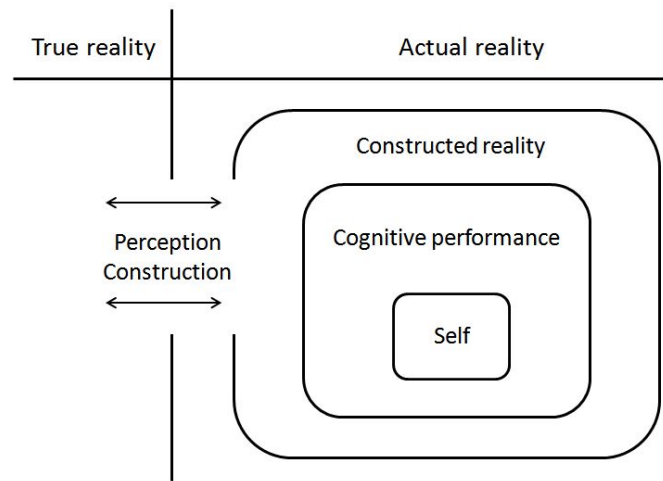 True reality
Actual reality
Constructed reality
Cognitive performance
Perception
Construction
Self